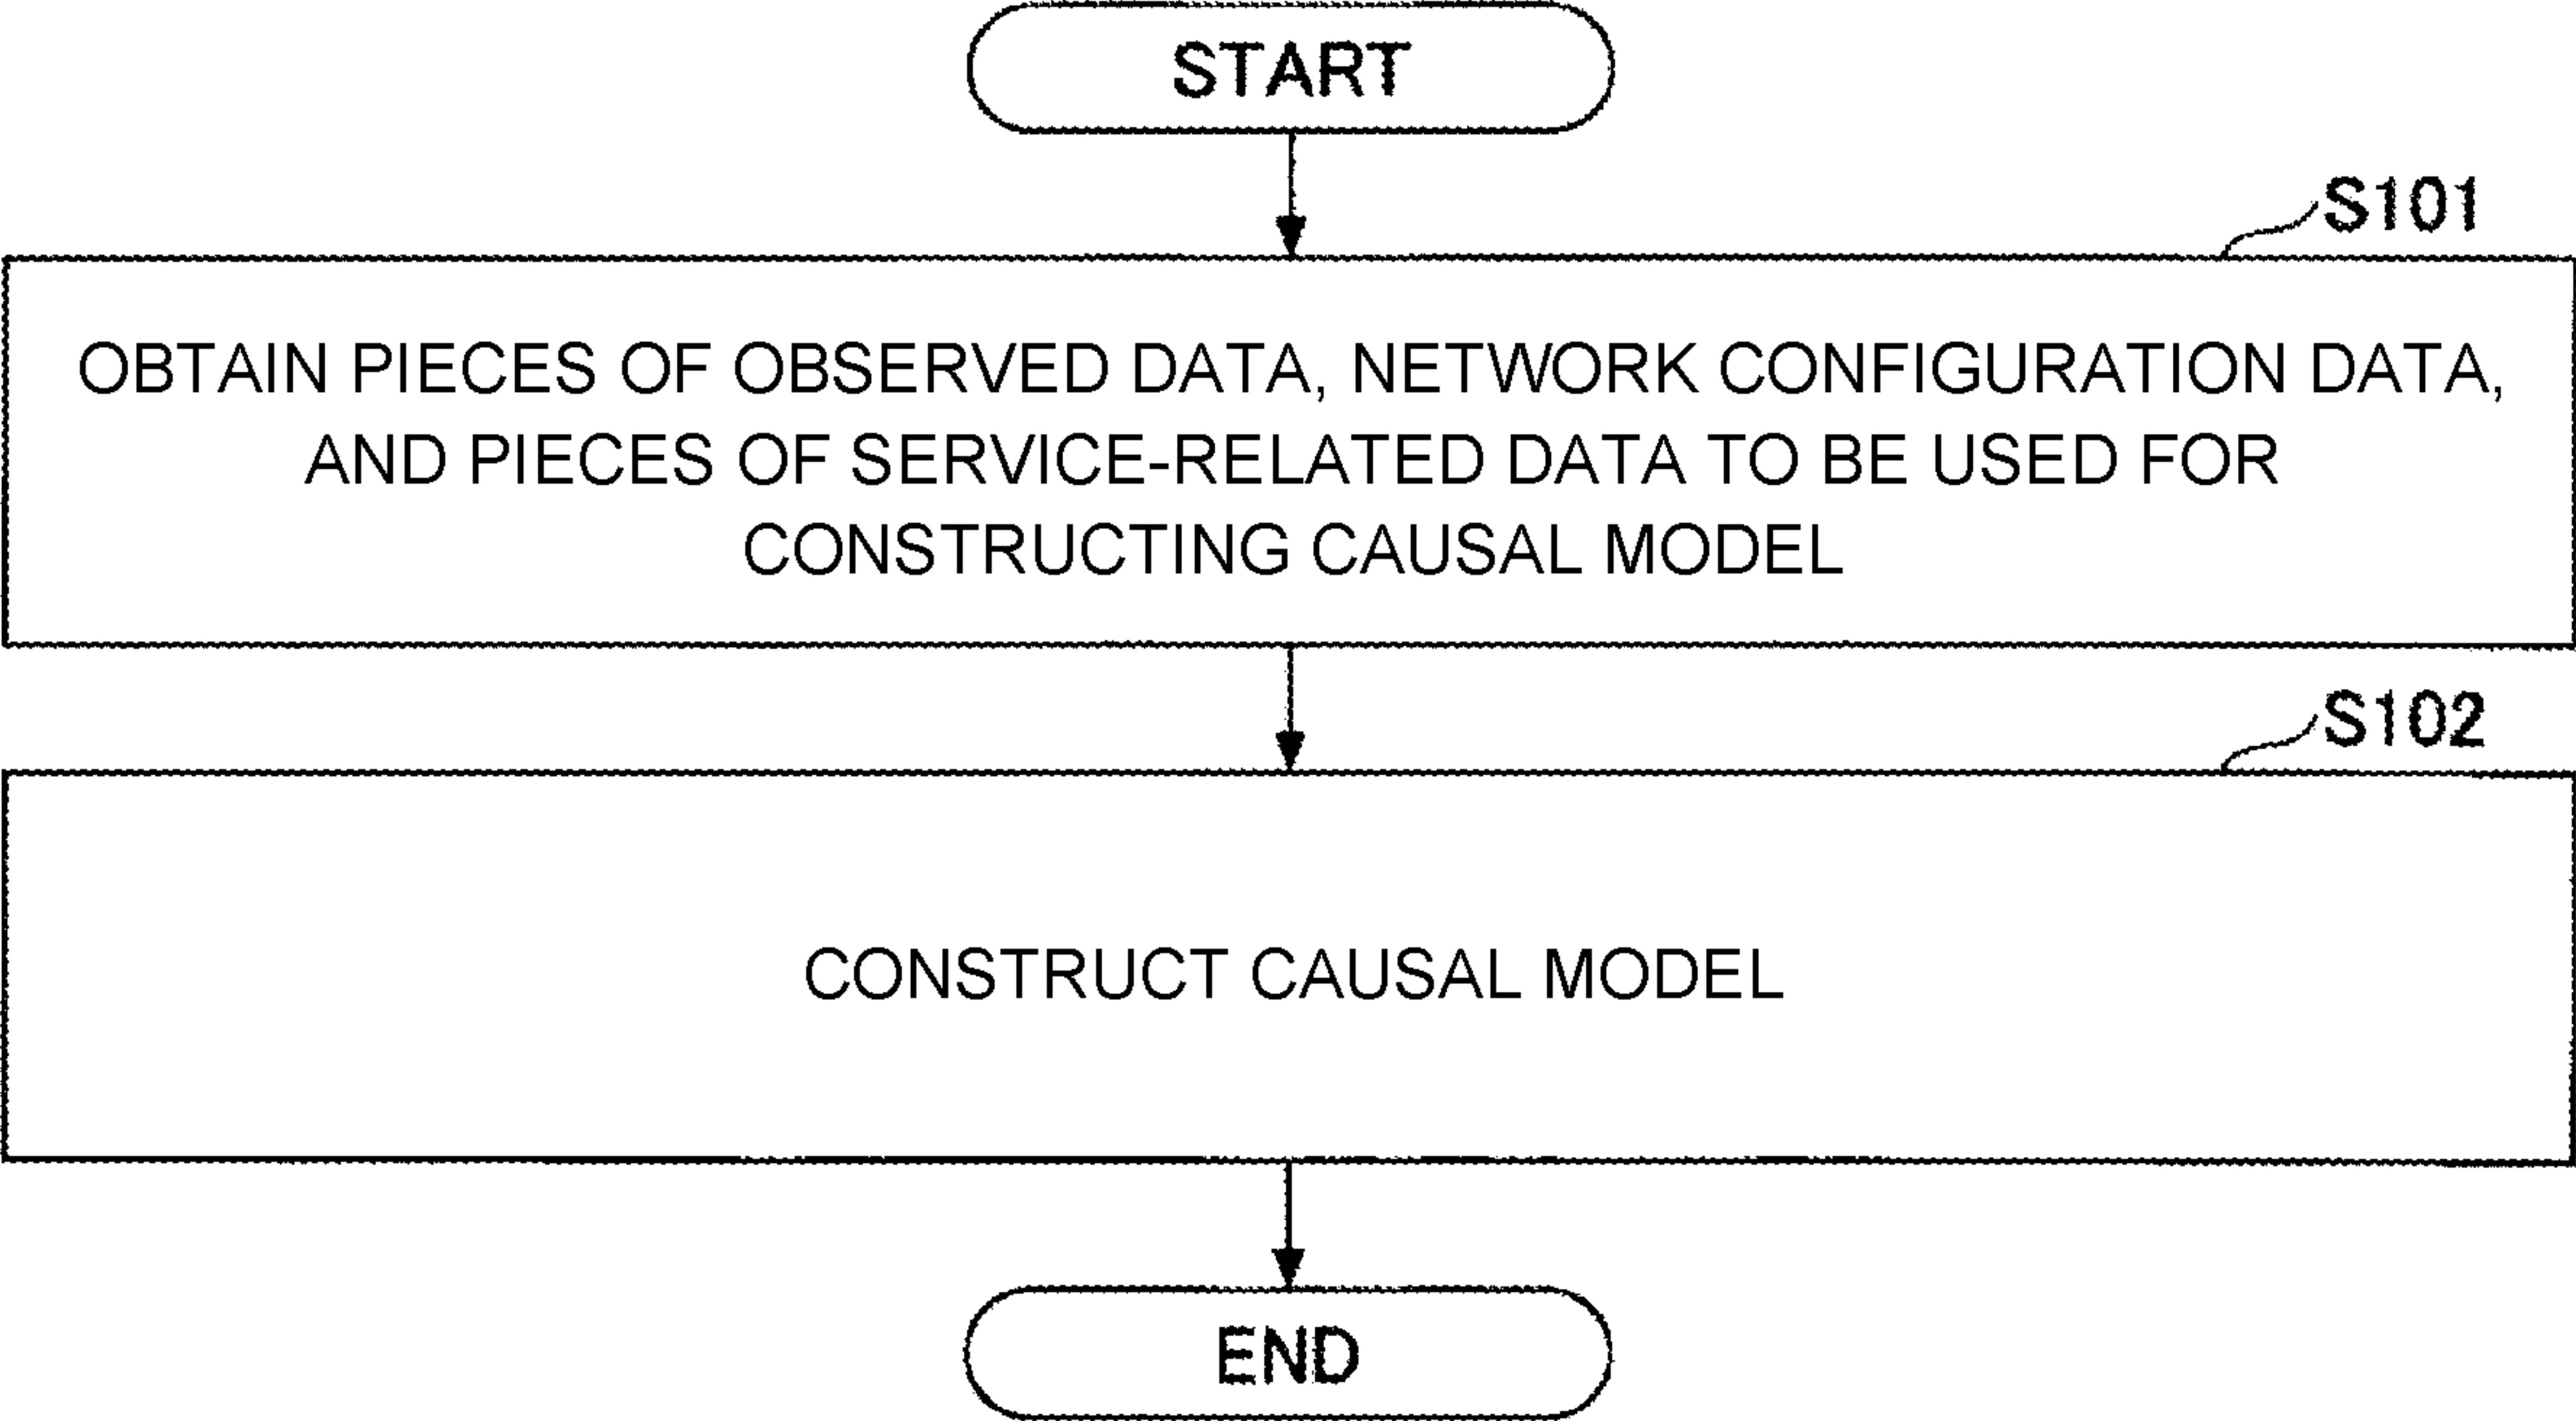 START
S101
OBTAIN PIECES OF OBSERVED DATA, NETWORK CONFIGURATION DATA,
AND PIECES OF SERVICE-RELATED DATA TO BE USED FOR
CONSTRUCTING CAUSAL MODEL
S102
CONSTRUCT CAUSAL MODEL
END